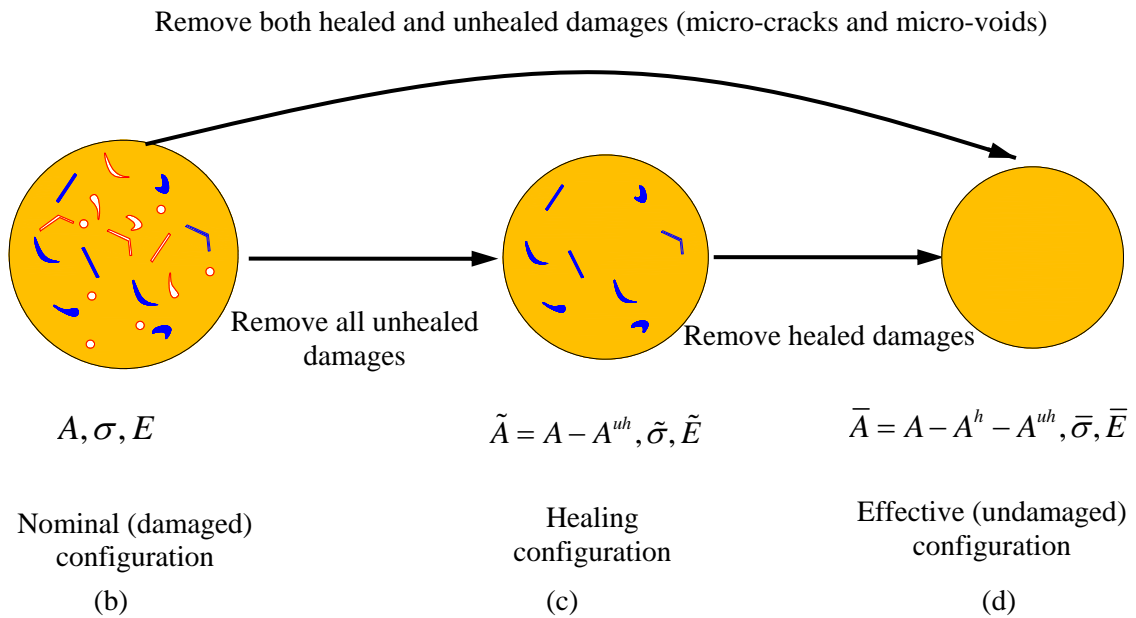 Remove both healed and unhealed damages (micro-cracks and micro-voids)
Remove all unhealed
damages
Remove healed damages
A, σ, E
Ã = A − A^{uh}, σ̃, Ẽ
A̅ = A − A^{h} − A^{uh}, σ̅, E̅
Nominal (damaged)
configuration
Healing
configuration
Effective (undamaged)
configuration
(b)
(c)
(d)